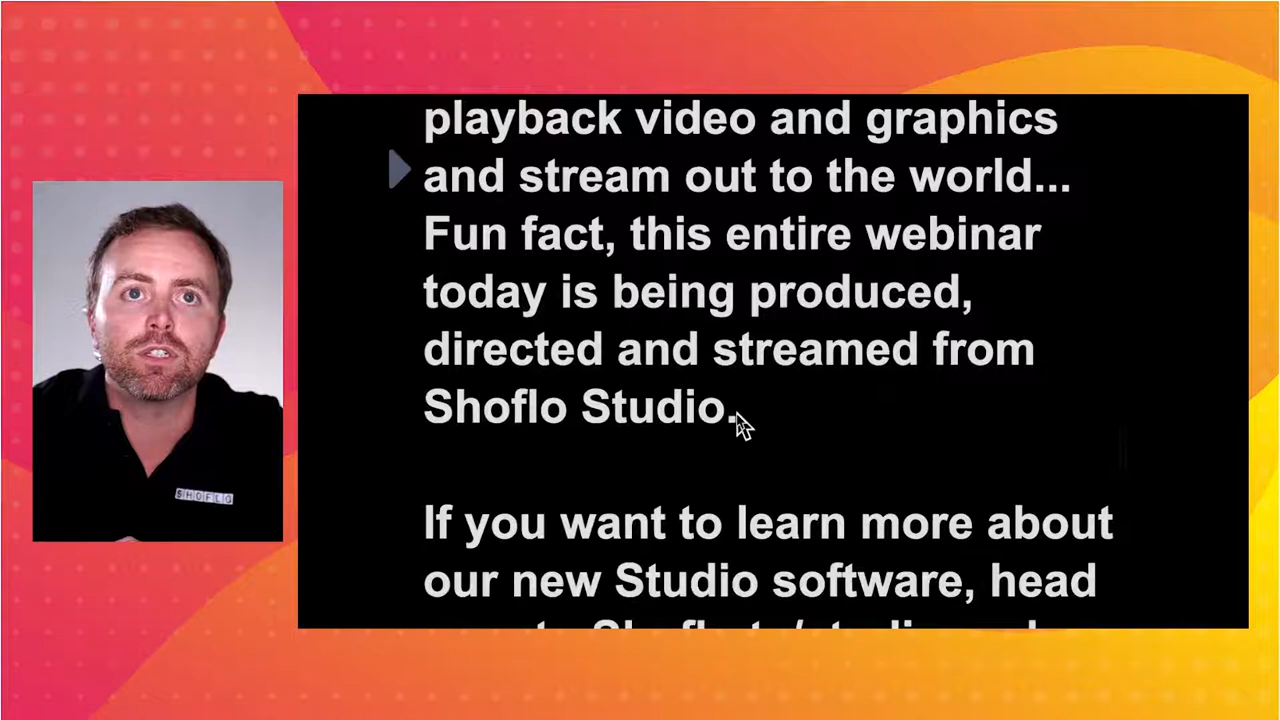 playback video and graphics
and stream out to the world...
Fun fact, this entire webinar
today is being produced,
directed and streamed from
Shoflo Studio.
If you want to learn more about
our new Studio software, head
SHOFLO